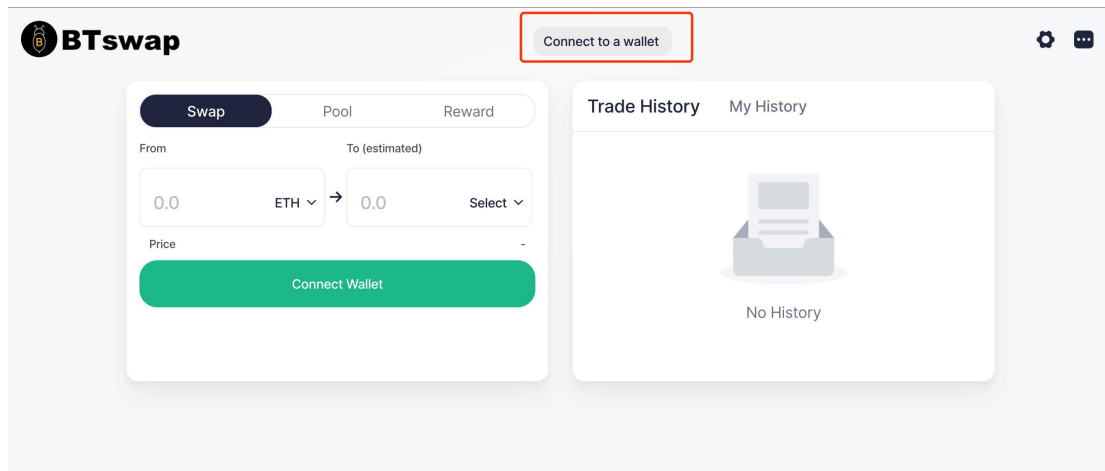 BTswap
Connect to a wallet
Swap Pool Reward
From To (estimated)
0.0 ETH 0.0 Select
Price -
Connect Wallet
Trade History My History
No History